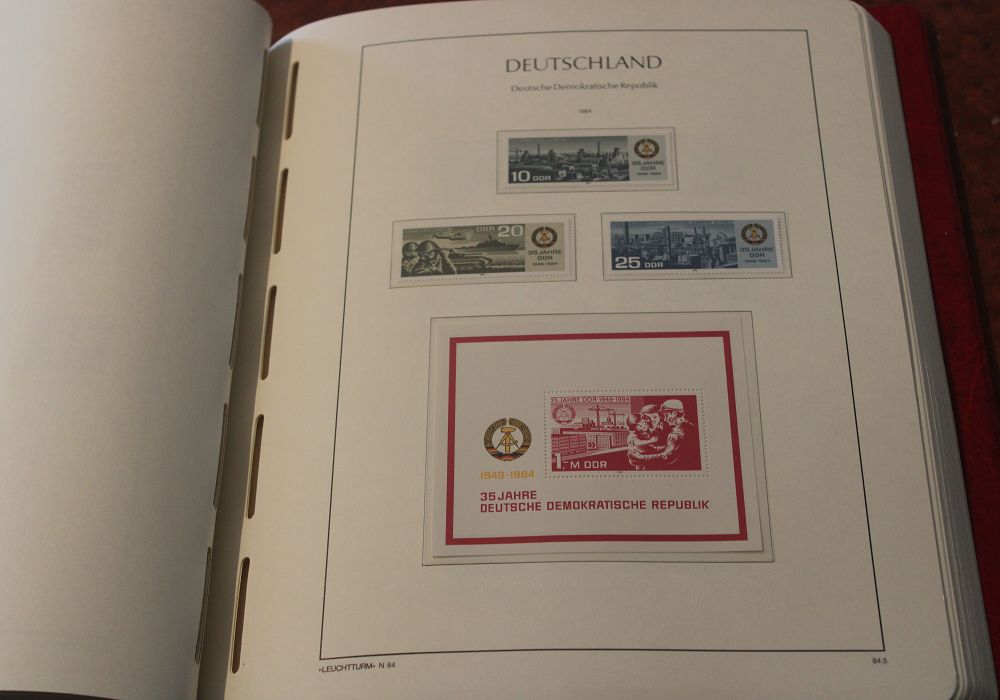 DEUTSCHLAND
Deutsche Demokratische Republik
1984
10 DDR
35 JAHRE
DDR
1949-1984
DDR 20
35 JAHRE
DDR
1949-1984
25 DDR
35 JAHRE
DDR
1949-1984
35 JAHRE DDR·1949-1984
1,-M DDR
1949-1984
35 JAHRE
DEUTSCHE DEMOKRATISCHE REPUBLIK
»LEUCHTTURM« N 84
84.5